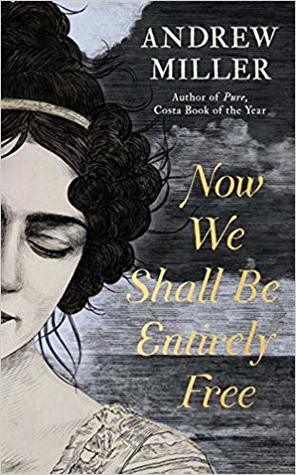 ANDREW
MILLER
Author of Pure,
Costa Book of the Year
Now
We
Shall Be
Entirely
Free